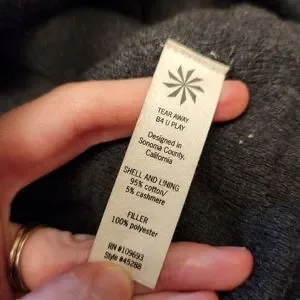 TEAR AWAY
B4 U PLAY
Designed in
Sonoma County,
California
SHELL AND LINING
95% cotton/
5% cashmere
FILLER
100% polyester
RN #109693
Style #4528B